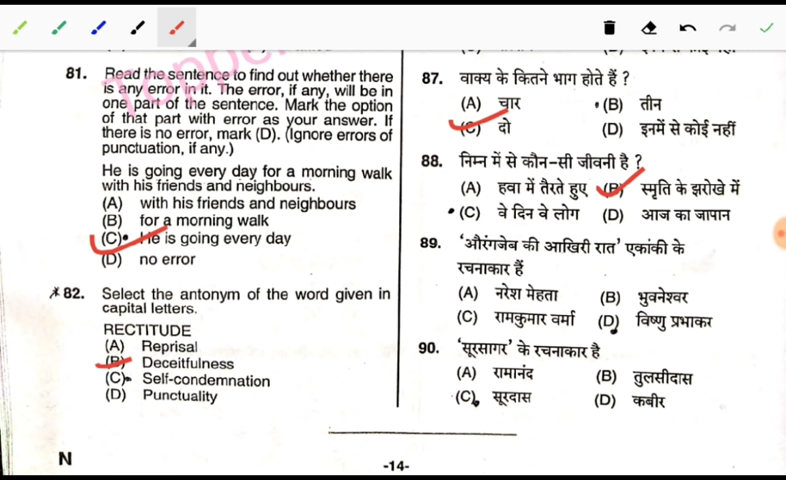 81. Read the sentence to find out whether there
is any error in it. The error, if any, will be in
one part of the sentence. Mark the option
of that part with error as your answer. If
there is no error, mark (D). (Ignore errors of
punctuation, if any.)
He is going every day for a morning walk
with his friends and neighbours.
(A) with his friends and neighbours
(B) for a morning walk
(C) He is going every day
(D) no error
82. Select the antonym of the word given in
capital letters.
RECTITUDE
(A) Reprisal
(B) Deceitfulness
(C) Self-condemnation
(D) Punctuality
87. वाक्य के कितने भाग होते हैं ?
(A) चार (B) तीन
(C) दो (D) इनमें से कोई नहीं
88. निम्न में से कौन-सी जीवनी है ?
(A) हवा में तैरते हुए (B) स्मृति के झरोखे में
(C) वे दिन वे लोग (D) आज का जापान
89. 'औरंगजेब की आखिरी रात' एकांकी के
रचनाकार हैं
(A) नरेश मेहता (B) भुवनेश्वर
(C) रामकुमार वर्मा (D) विष्णु प्रभाकर
90. 'सूरसागर' के रचनाकार है
(A) रामानंद (B) तुलसीदास
(C) सूरदास (D) कबीर
N
-14-